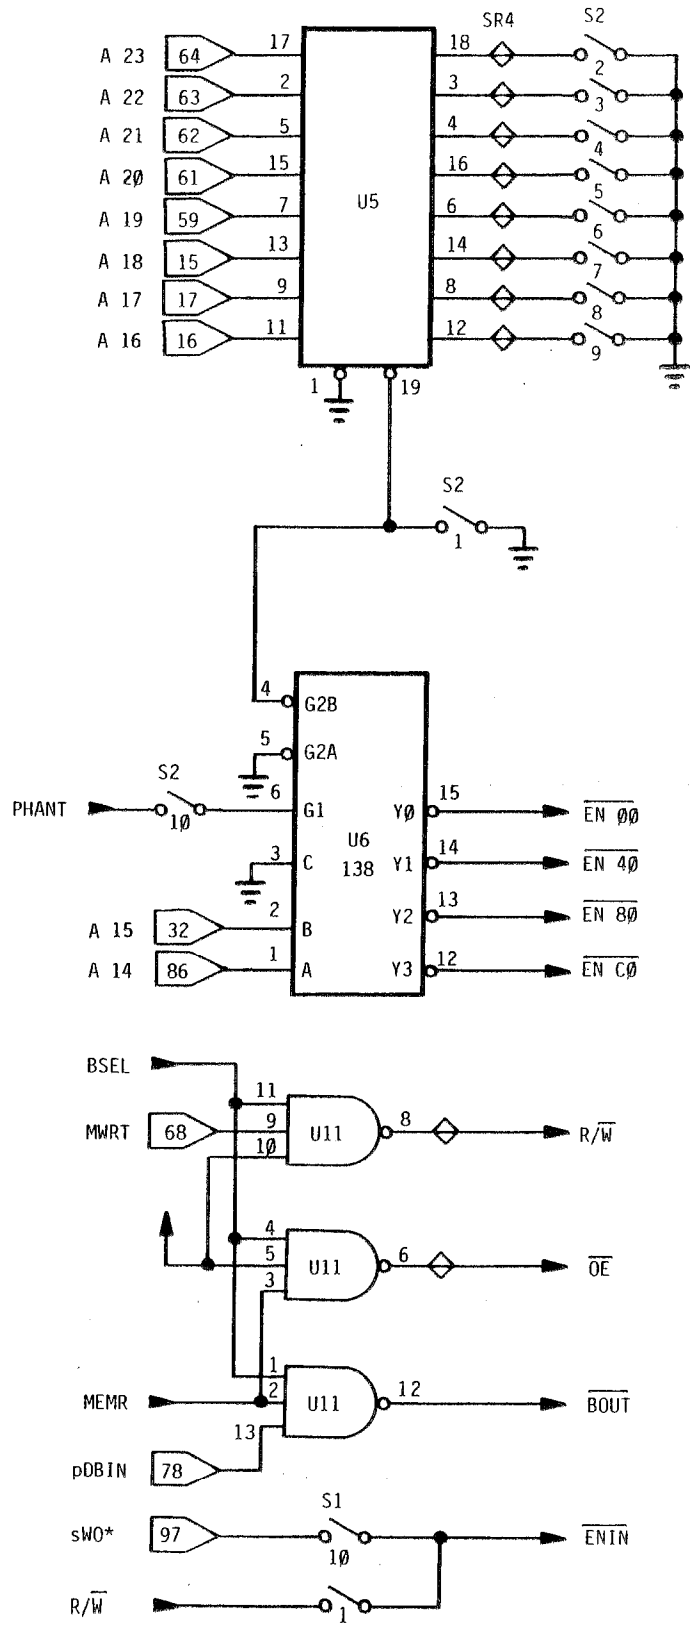 SR4 S2
A 23 64 17 18 2
A 22 63 2 3 3
A 21 62 5 4 4
A 20 61 15 16 5
U5
A 19 59 7 6 6
A 18 15 13 14 7
A 17 17 9 8 8
A 16 16 11 12 9
1 19
S2
1
4 G2B
5 G2A
S2
PHANT 10 6 G1 Y0 15 EN 00
U6
138
3 C Y1 14 EN 40
A 15 32 2 B Y2 13 EN 80
A 14 86 1 A Y3 12 EN C0
BSEL
11
MWRT 68 9 U11 8 R/W
10
4
5 U11 6 OE
3
1
MEMR 2 U11 12 BOUT
13
pDBIN 78
S1
sWO* 97 10 ENIN
R/W 1